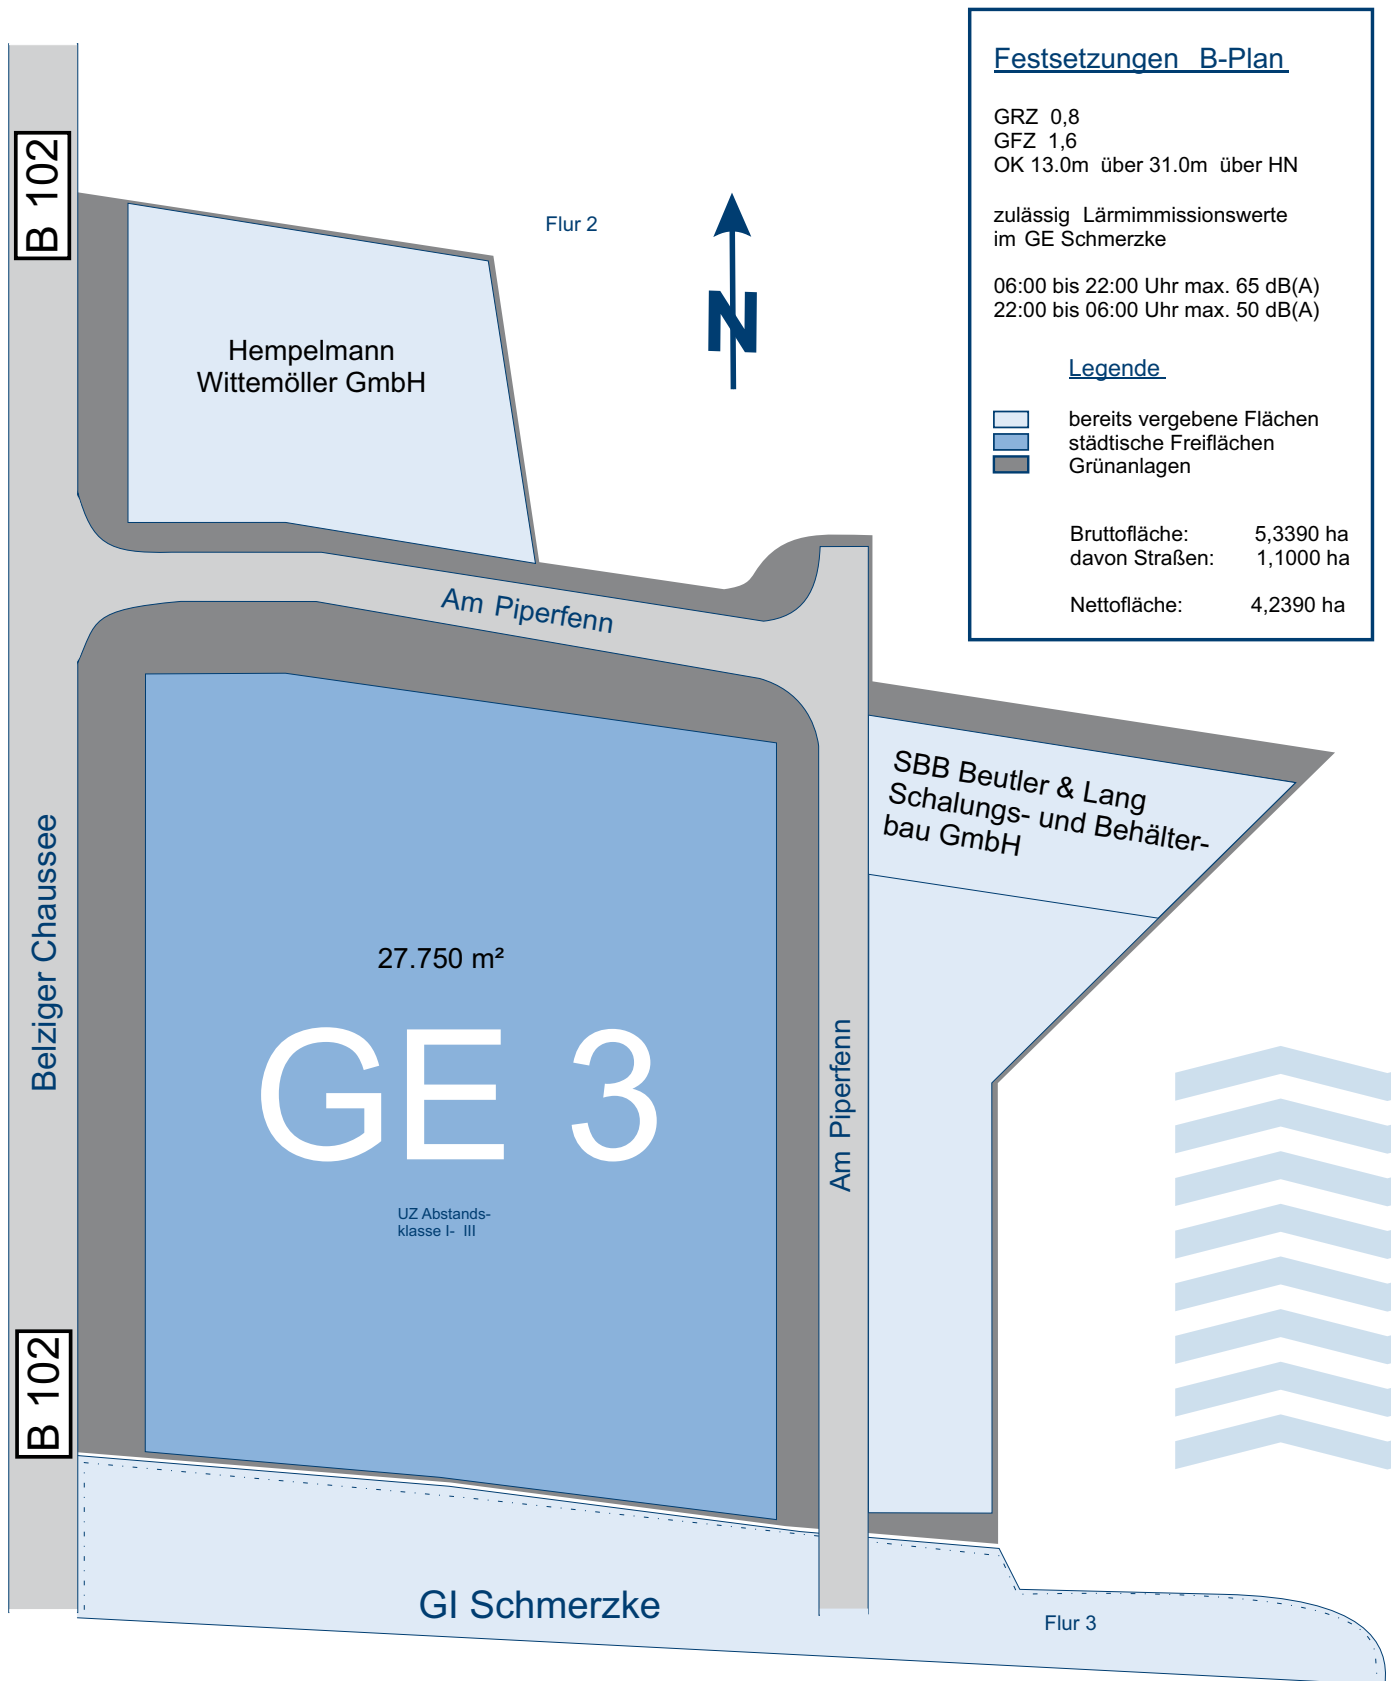 Festsetzungen B-Plan
GRZ 0,8
GFZ 1,6
OK 13.0m über 31.0m über HN
zulässig Lärmimmissionswerte
im GE Schmerzke
06:00 bis 22:00 Uhr max. 65 dB(A)
22:00 bis 06:00 Uhr max. 50 dB(A)
Legende
bereits vergebene Flächen
städtische Freiflächen
Grünanlagen
Bruttofläche: 5,3390 ha
davon Straßen: 1,1000 ha
Nettofläche: 4,2390 ha
B 102
Flur 2
N
Hempelmann
Wittemöller GmbH
Am Piperfenn
SBB Beutler & Lang
Schalungs- und Behälter-
bau GmbH
Belziger Chaussee
27.750 m²
GE 3
UZ Abstands-
klasse I- III
Am Piperfenn
B 102
GI Schmerzke
Flur 3